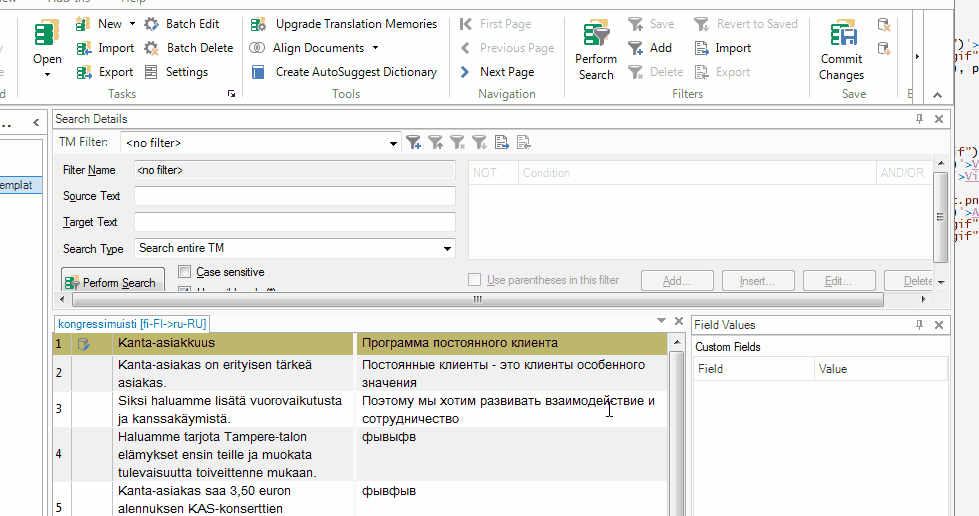 Add-Ins
Help
New
Batch Edit
Upgrade Translation Memories
First Page
Save
Revert to Saved
Import
Batch Delete
Align Documents
Previous Page
Add
Import
Open
Export
Settings
Create AutoSuggest Dictionary
Next Page
Perform
Search
Delete
Export
Commit
Changes
Tasks
Tools
Navigation
Filters
Save
Search Details
TM Filter:
<no filter>
Filter Name
<no filter>
NOT
Condition
AND/OR
emplat
Source Text
Target Text
Search Type
Search entire TM
Perform Search
Case sensitive
Use parentheses in this filter
Add...
Insert...
Edit...
Delete
kongressimuisti [fi-FI->ru-RU]
Field Values
1
Kanta-asiakkuus
Программа постоянного клиента
Custom Fields
Field
Value
2
Kanta-asiakas on erityisen tärkeä
asiakas.
Постоянные клиенты - это клиенты особенного
значения
3
Siksi haluamme lisätä vuorovaikutusta
ja kanssakäymistä.
Поэтому мы хотим развивать взаимодействие и
сотрудничество
4
Haluamme tarjota Tampere-talon
elämykset ensin teille ja muokata
tulevaisuutta toiveittenne mukaan.
фывыфв
5
Kanta-asiakas saa 3,50 euron
alennuksen KAS-konserttien
фывфыв